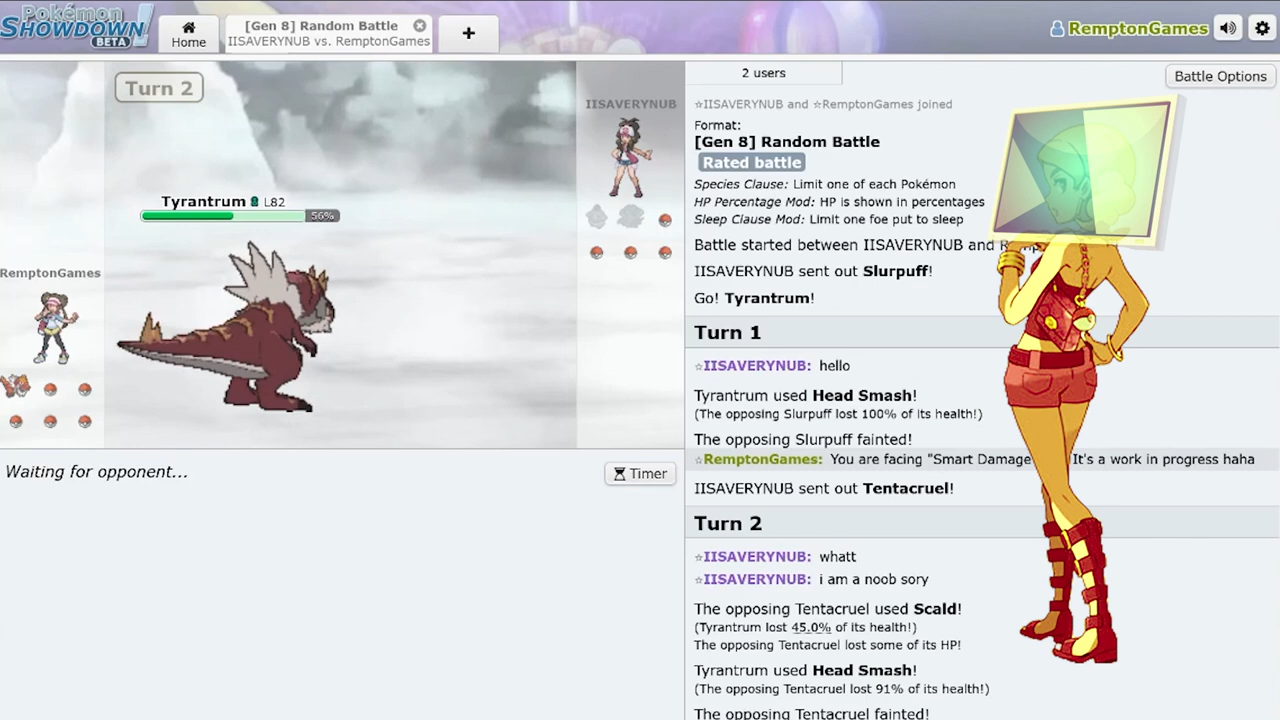 Pokémon
SHOWDOWN!
BETA
Home
[Gen 8] Random Battle
IISAVERYNUB vs. RemptonGames
+
RemptonGames
Turn 2
Tyrantrum L82
56%
RemptonGames
IISAVERYNUB
Waiting for opponent...
Timer
2 users
Battle Options
☆IISAVERYNUB and ☆RemptonGames joined
Format:
[Gen 8] Random Battle
Rated battle
Species Clause: Limit one of each Pokémon
HP Percentage Mod: HP is shown in percentages
Sleep Clause Mod: Limit one foe put to sleep
Battle started between IISAVERYNUB and
IISAVERYNUB sent out Slurpuff!
Go! Tyrantrum!
Turn 1
☆IISAVERYNUB: hello
Tyrantrum used Head Smash!
(The opposing Slurpuff lost 100% of its health!)
The opposing Slurpuff fainted!
☆RemptonGames: You are facing "Smart Damage It's a work in progress haha
IISAVERYNUB sent out Tentacruel!
Turn 2
☆IISAVERYNUB: whatt
☆IISAVERYNUB: i am a noob sory
The opposing Tentacruel used Scald!
(Tyrantrum lost 45.0% of its health!)
The opposing Tentacruel lost some of its HP!
Tyrantrum used Head Smash!
(The opposing Tentacruel lost 91% of its health!)
The opposing Tentacruel fainted!